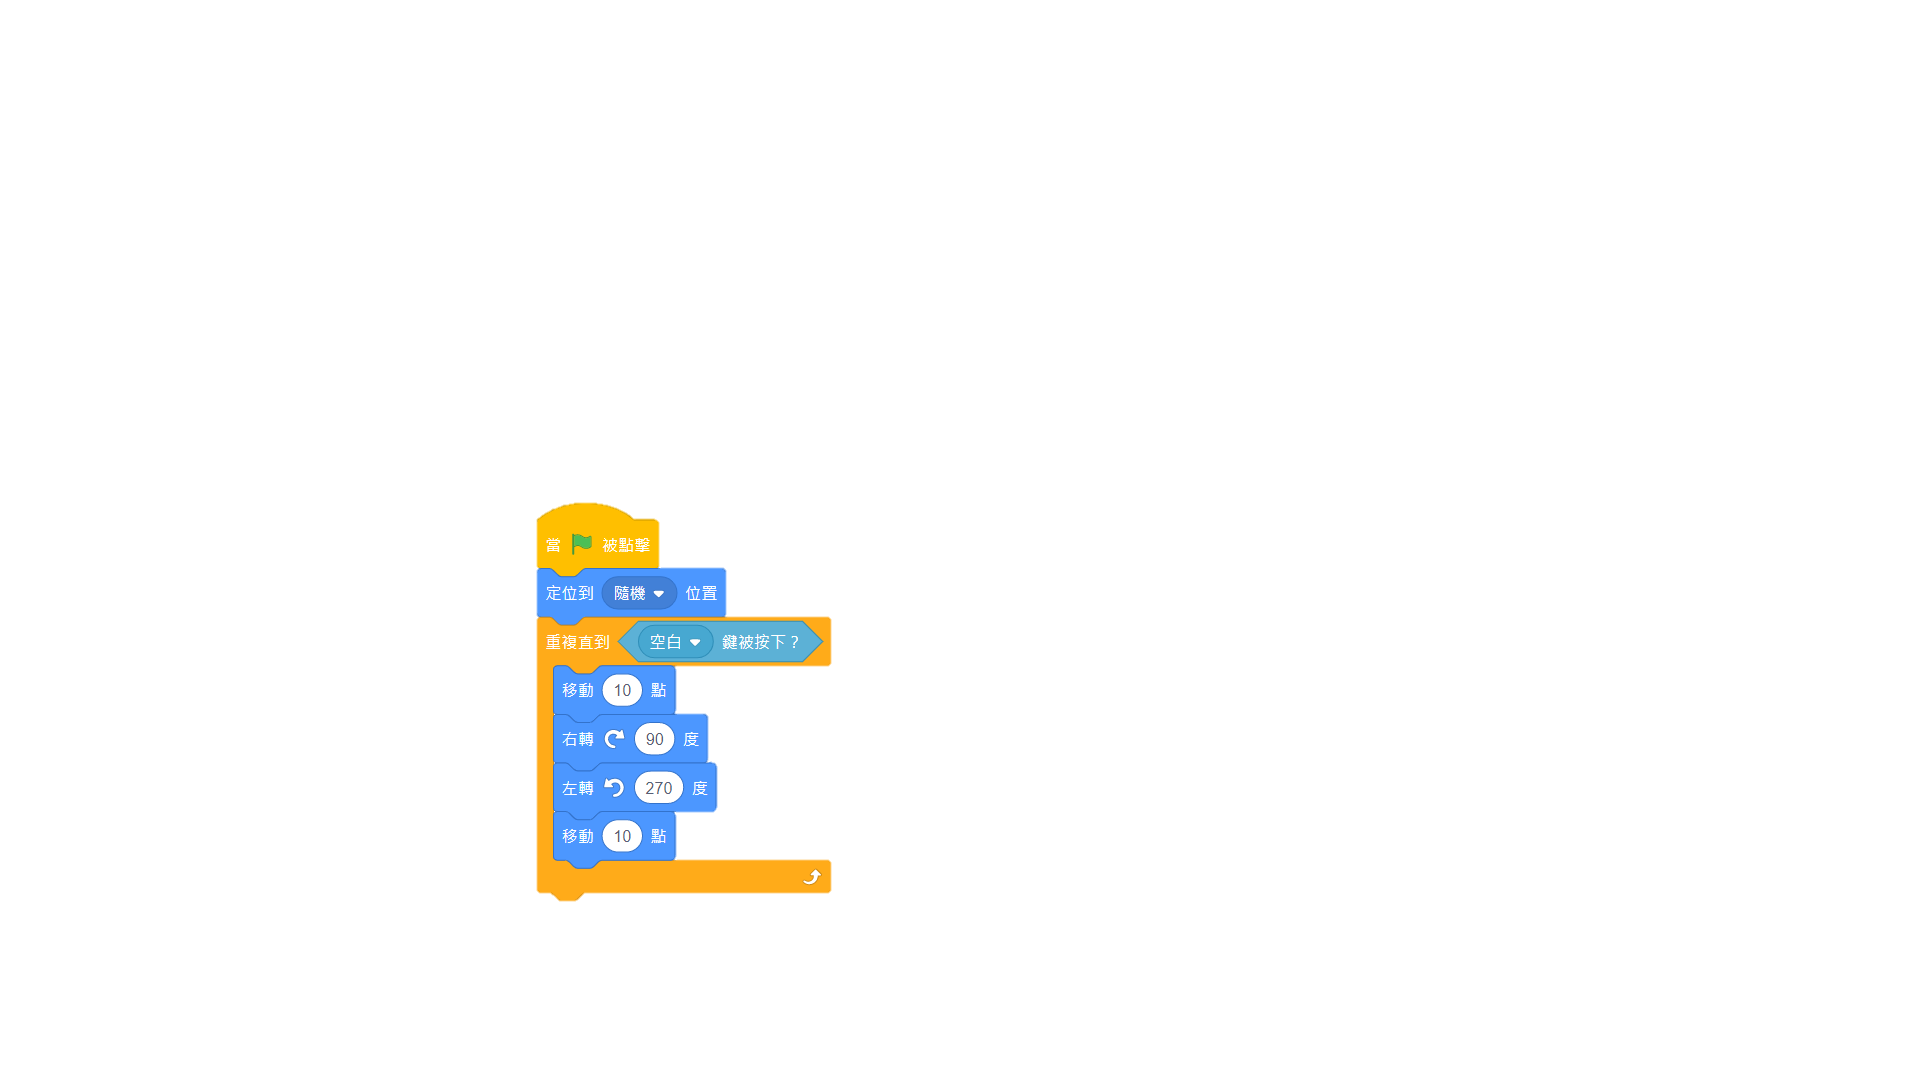 當 被點擊
定位到 隨機 位置
重複直到 空白 鍵被按下？
移動 10 點
右轉 90 度
左轉 270 度
移動 10 點